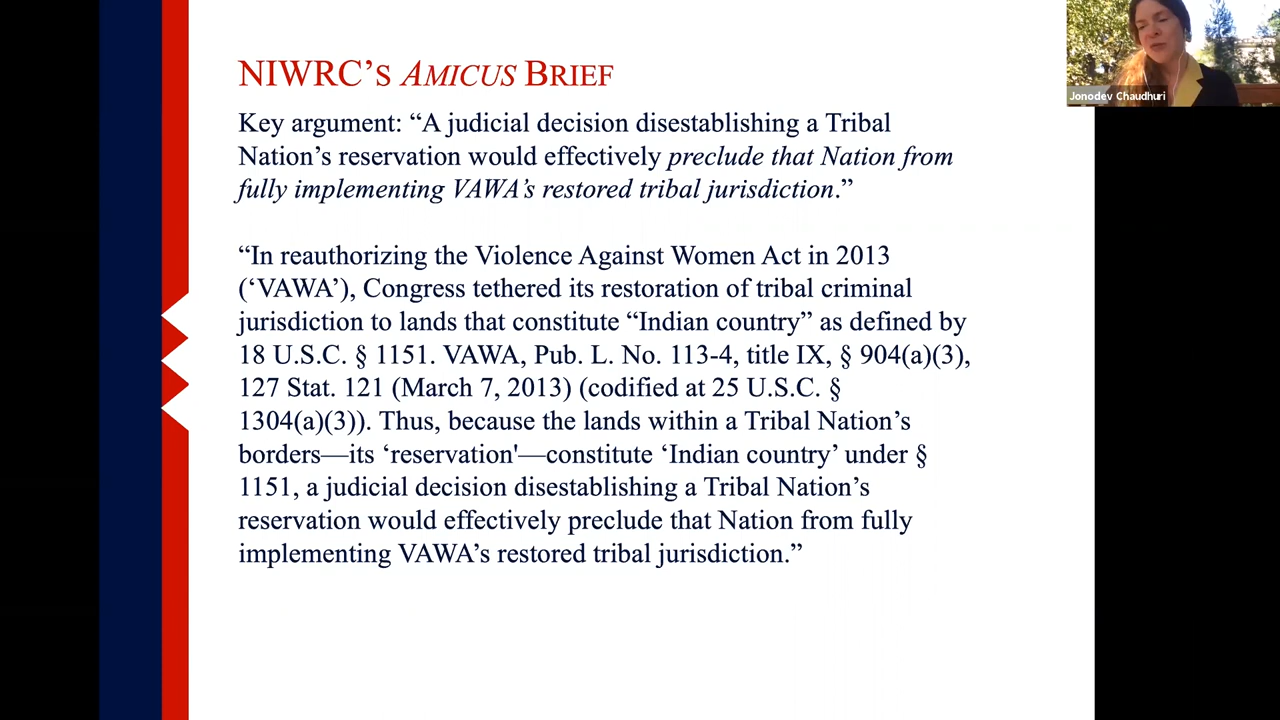 NIWRC’S AMICUS BRIEF
Key argument: “A judicial decision disestablishing a Tribal
Nation’s reservation would effectively preclude that Nation from
fully implementing VAWA’s restored tribal jurisdiction.”
“In reauthorizing the Violence Against Women Act in 2013
(‘VAWA’), Congress tethered its restoration of tribal criminal
jurisdiction to lands that constitute “Indian country” as defined by
18 U.S.C. § 1151. VAWA, Pub. L. No. 113-4, title IX, § 904(a)(3),
127 Stat. 121 (March 7, 2013) (codified at 25 U.S.C. §
1304(a)(3)). Thus, because the lands within a Tribal Nation’s
borders—its ‘reservation'—constitute ‘Indian country’ under §
1151, a judicial decision disestablishing a Tribal Nation’s
reservation would effectively preclude that Nation from fully
implementing VAWA’s restored tribal jurisdiction.”
Jonodev Chaudhuri